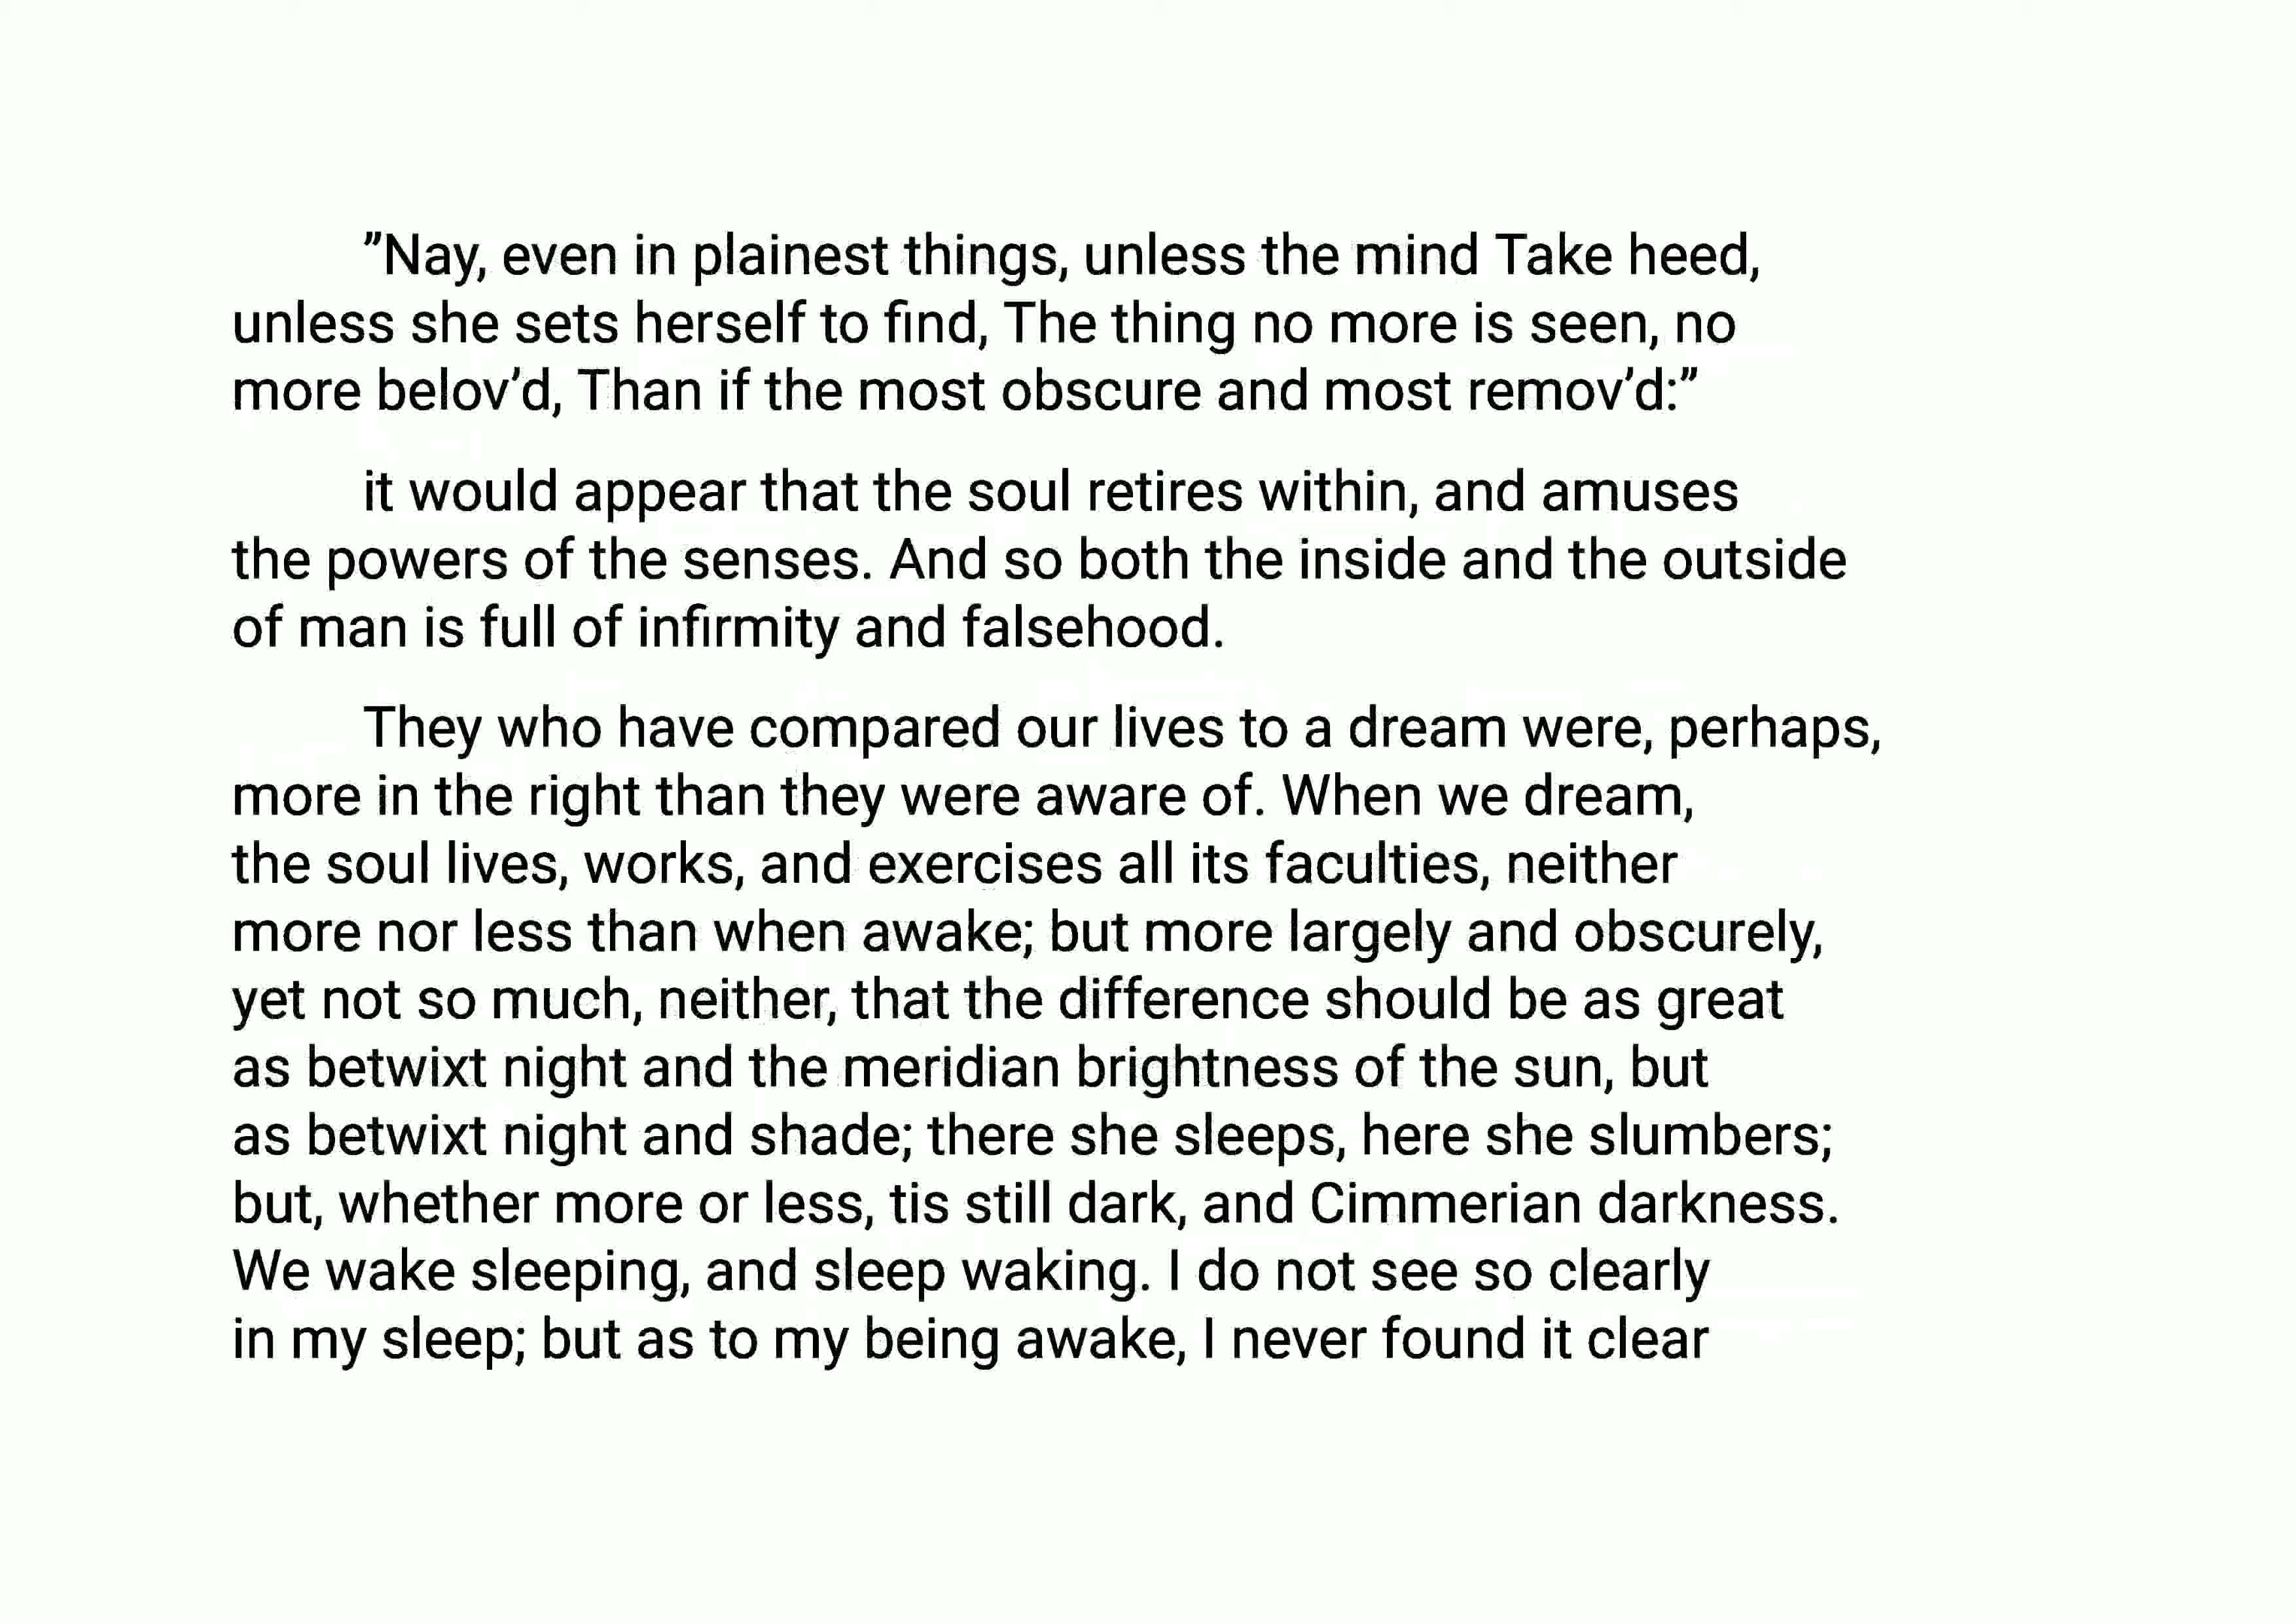 ”Nay, even in plainest things, unless the mind Take heed,
unless she sets herself to find, The thing no more is seen, no
more belov’d, Than if the most obscure and most remov’d:”
it would appear that the soul retires within, and amuses
the powers of the senses. And so both the inside and the outside
of man is full of infirmity and falsehood.
They who have compared our lives to a dream were, perhaps,
more in the right than they were aware of. When we dream,
the soul lives, works, and exercises all its faculties, neither
more nor less than when awake; but more largely and obscurely,
yet not so much, neither, that the difference should be as great
as betwixt night and the meridian brightness of the sun, but
as betwixt night and shade; there she sleeps, here she slumbers;
but, whether more or less, tis still dark, and Cimmerian darkness.
We wake sleeping, and sleep waking. I do not see so clearly
in my sleep; but as to my being awake, I never found it clear